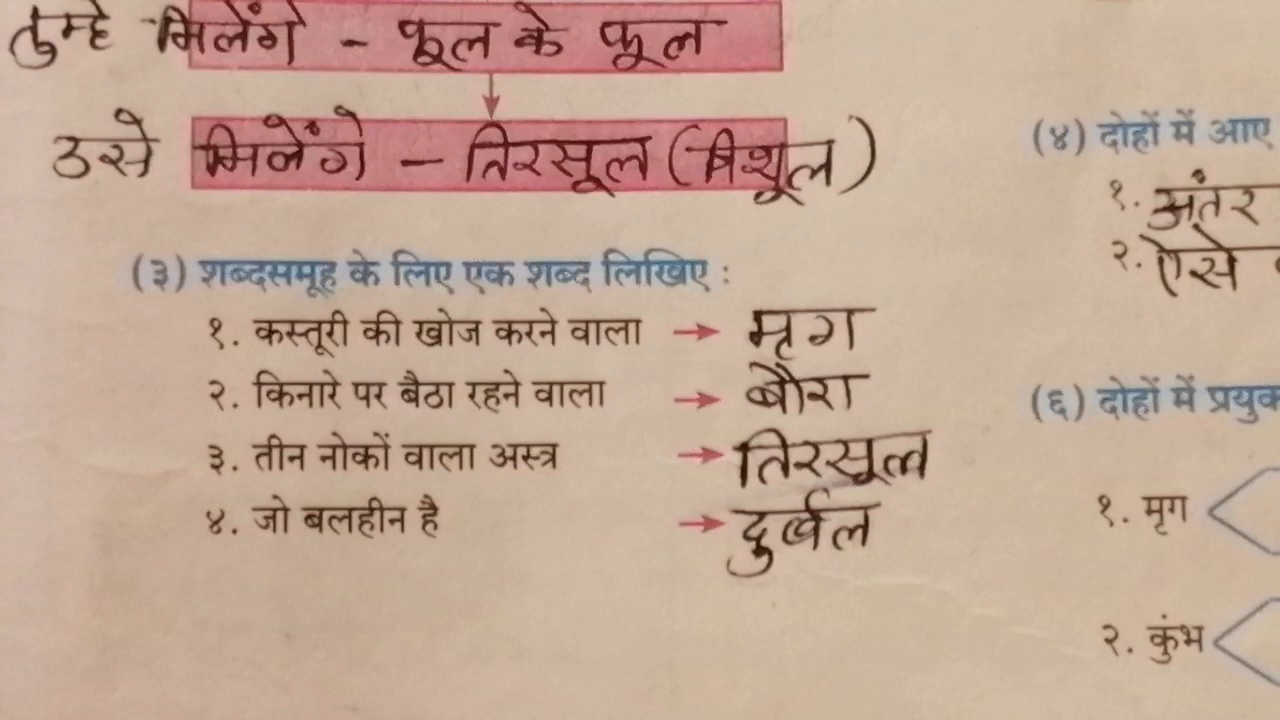 तुम्हे मिलेंगे - फूल के फूल
उसे मिलेंगे - तिरसूल (त्रिशूल)
(३) शब्दसमूह के लिए एक शब्द लिखिए :
१. कस्तूरी की खोज करने वाला → मृग
२. किनारे पर बैठा रहने वाला → बौरा
३. तीन नोकों वाला अस्त्र → तिरसूल
४. जो बलहीन है → दुर्बल
(४) दोहों में आए
१. अंतर
२. ऐसे
(६) दोहों में प्रयुक
१. मृग
२. कुंभ